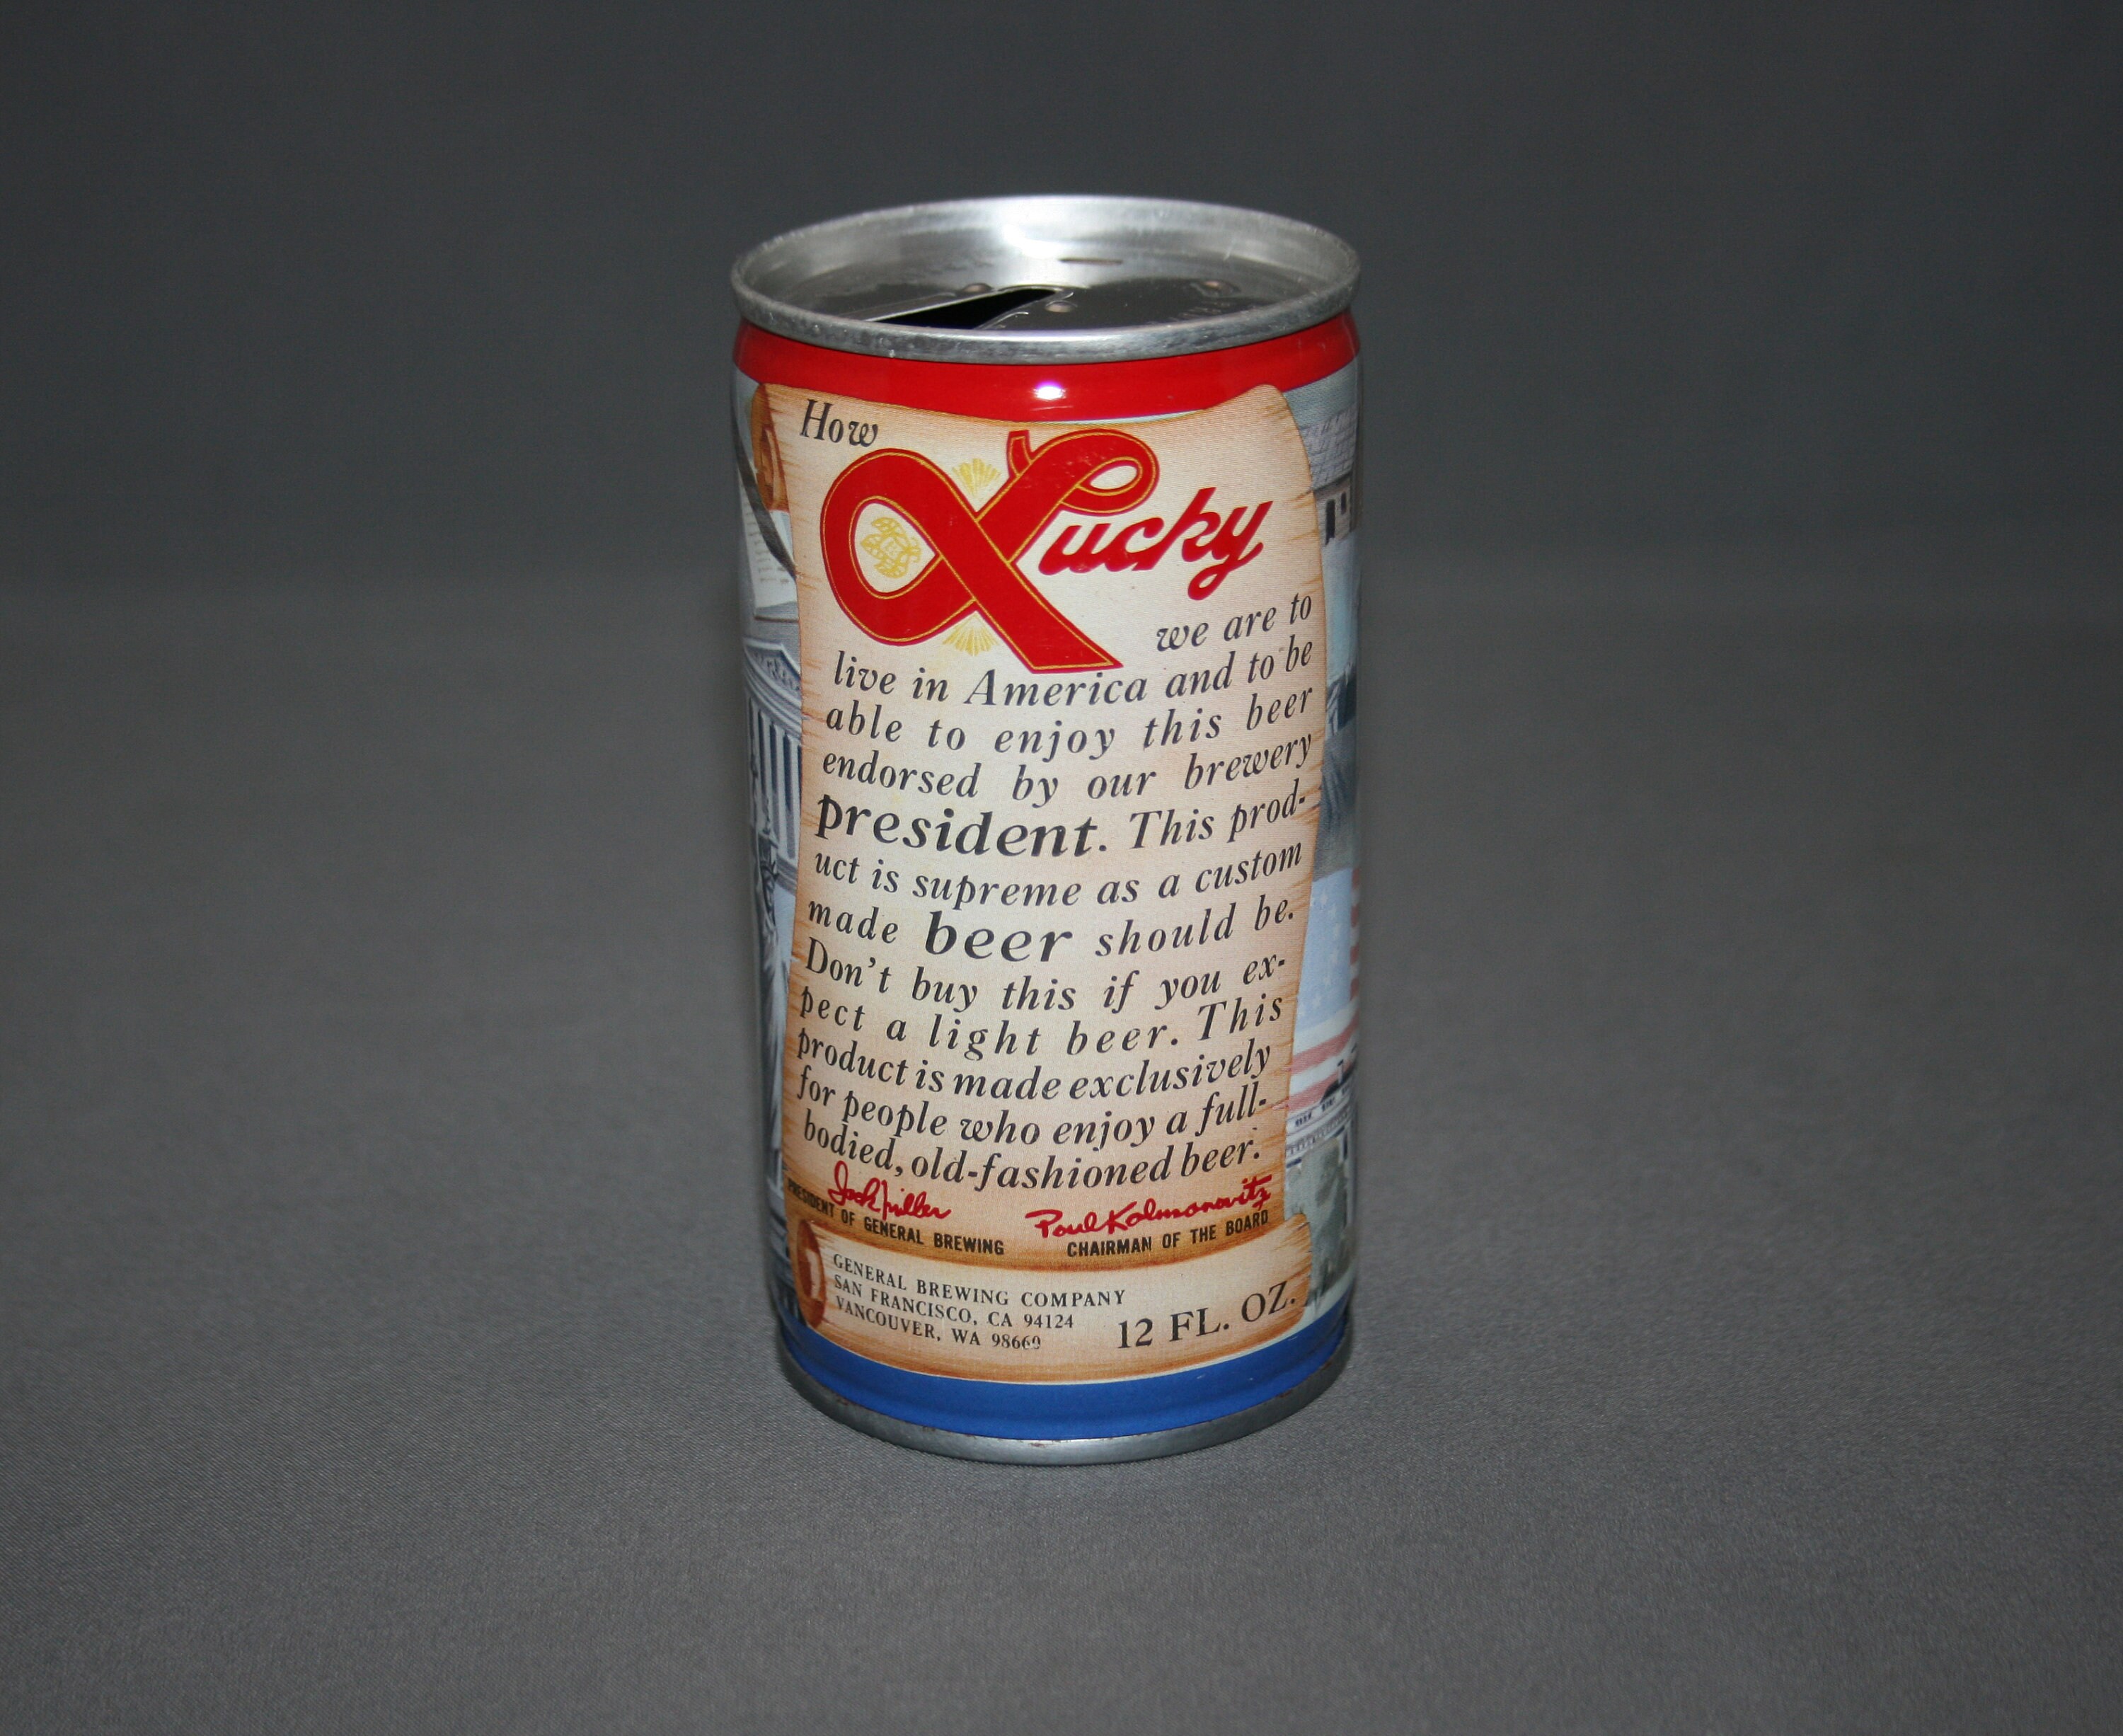 How
Lucky
we are to
live in America and to be
able to enjoy this beer
endorsed by our brewery
president. This prod-
uct is supreme as a custom
made beer should be.
Don't buy this if you ex-
pect a light beer. This
product is made exclusively
for people who enjoy a full-
bodied, old-fashioned beer.
Jack Miller
PRESIDENT OF GENERAL BREWING
Paul Kalmanovitz
CHAIRMAN OF THE BOARD
GENERAL BREWING COMPANY
SAN FRANCISCO, CA 94124
VANCOUVER, WA 98660
12 FL. OZ.